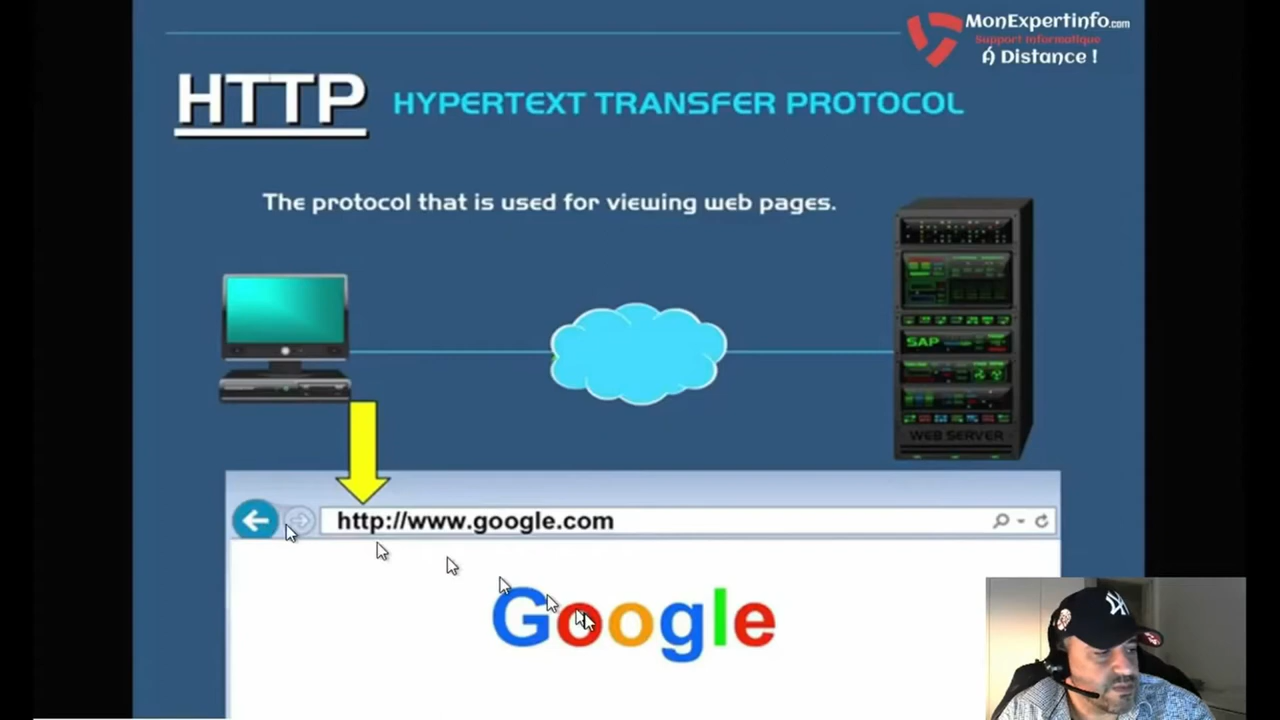 MonExpertinfo.com
Support Informatique
Á Distance !
HTTP HYPERTEXT TRANSFER PROTOCOL
The protocol that is used for viewing web pages.
SAP
WEB SERVER
http://www.google.com
Google